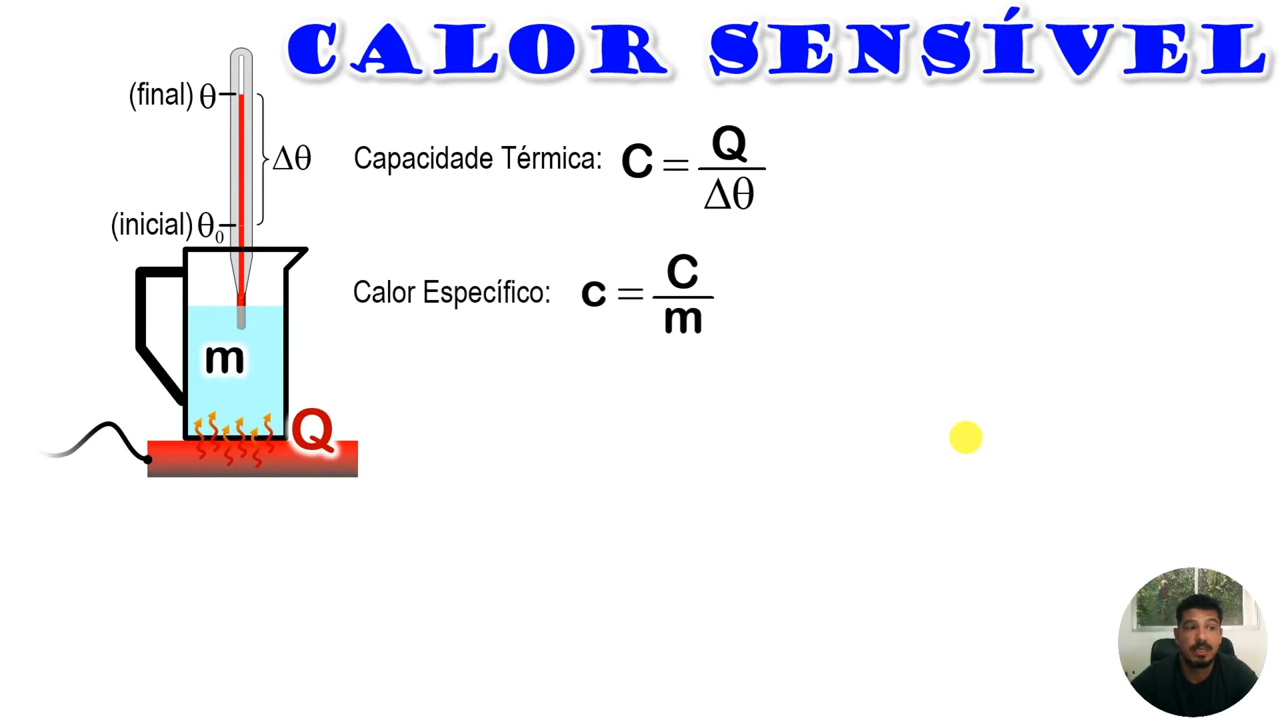 CALOR SENSÍVEL
(final) θ
Δθ
(inicial) θ₀
m
Q
Capacidade Térmica: C = Q / Δθ
Calor Específico: c = C / m